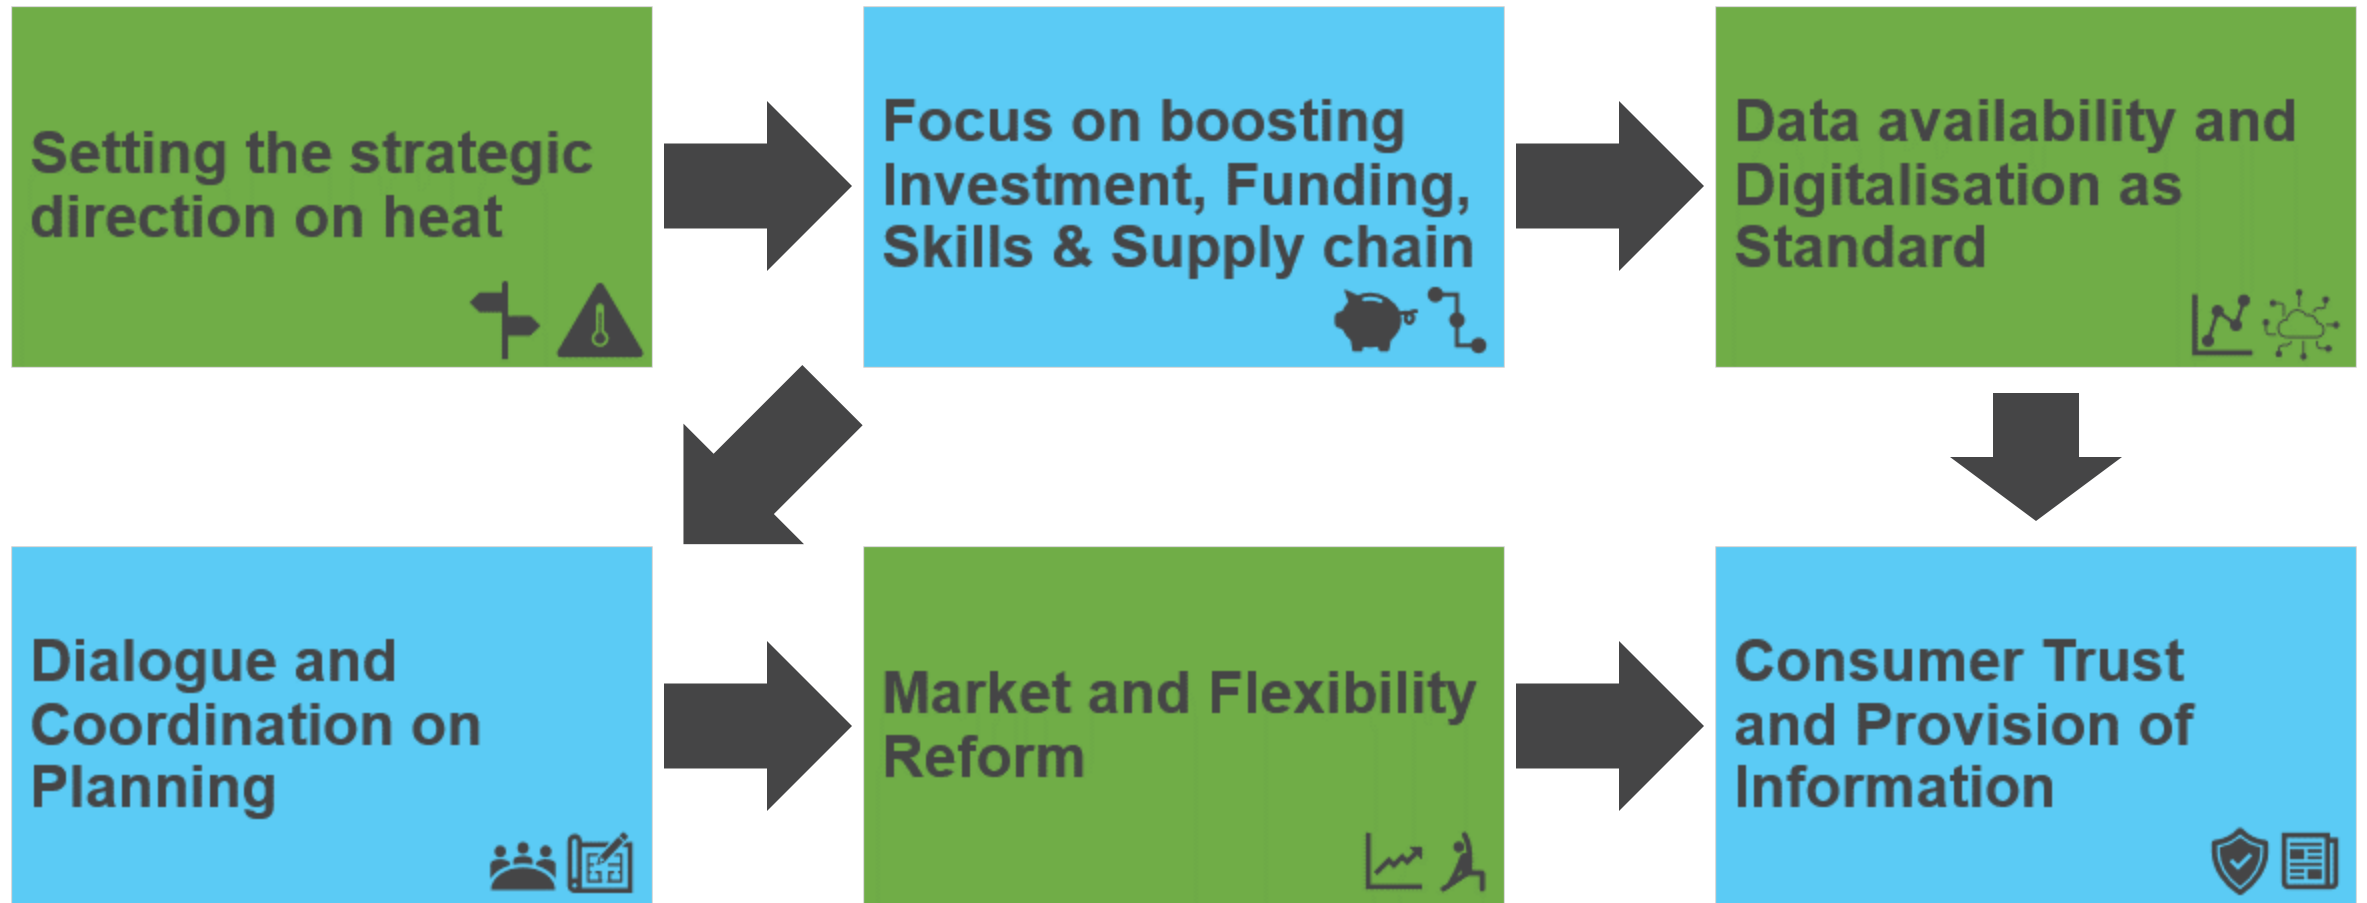 Setting the strategic
direction on heat
Focus on boosting
Investment, Funding,
Skills & Supply chain
Data availability and
Digitalisation as
Standard
Dialogue and
Coordination on
Planning
Market and Flexibility
Reform
Consumer Trust
and Provision of
Information